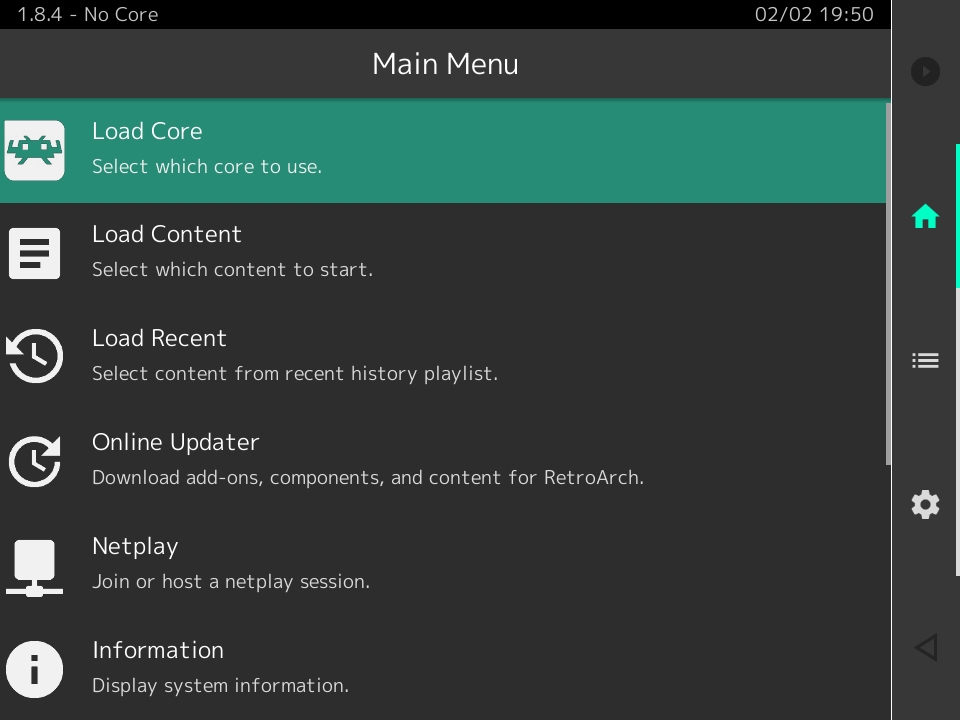 1.8.4 - No Core
02/02 19:50
Main Menu
Load Core
Select which core to use.
Load Content
Select which content to start.
Load Recent
Select content from recent history playlist.
Online Updater
Download add-ons, components, and content for RetroArch.
Netplay
Join or host a netplay session.
Information
Display system information.